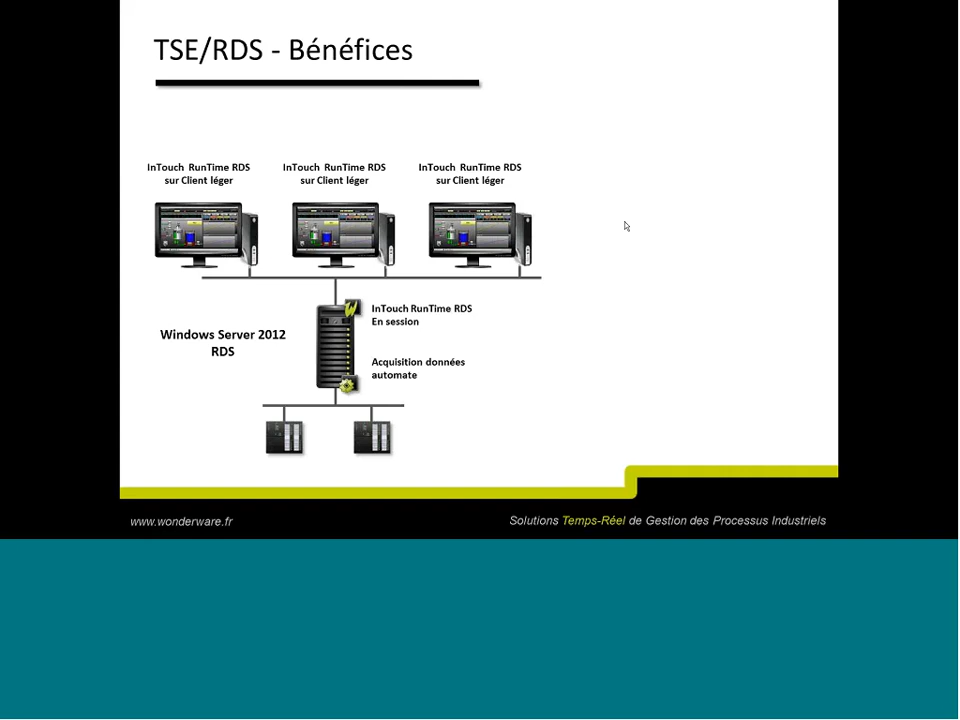 TSE/RDS - Bénéfices
InTouch RunTime RDS
sur Client léger
InTouch RunTime RDS
sur Client léger
InTouch RunTime RDS
sur Client léger
InTouch RunTime RDS
En session
Windows Server 2012
RDS
Acquisition données
automate
www.wonderware.fr
Solutions Temps-Réel de Gestion des Processus Industriels